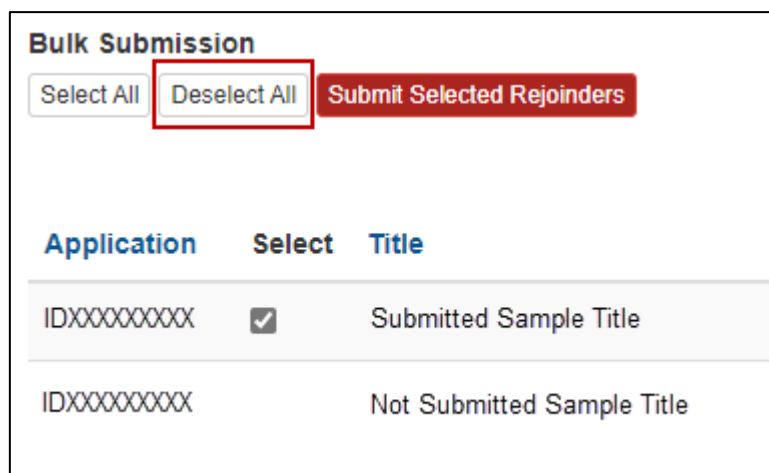 Bulk Submission
Select All Deselect All Submit Selected Rejoinders
Application Select Title
IDXXXXXXXXX Submitted Sample Title
IDXXXXXXXXX Not Submitted Sample Title